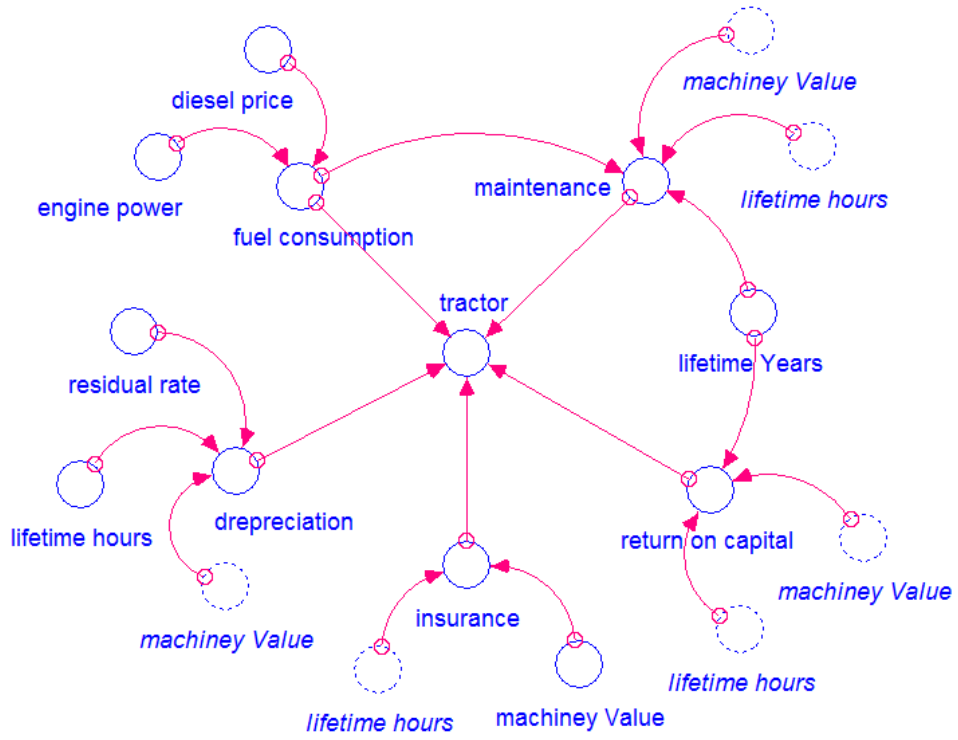 machiney Value
diesel price
maintenance
lifetime hours
engine power
fuel consumption
tractor
lifetime Years
residual rate
drepreciation
lifetime hours
return on capital
machiney Value
insurance
machiney Value
lifetime hours
lifetime hours
machiney Value